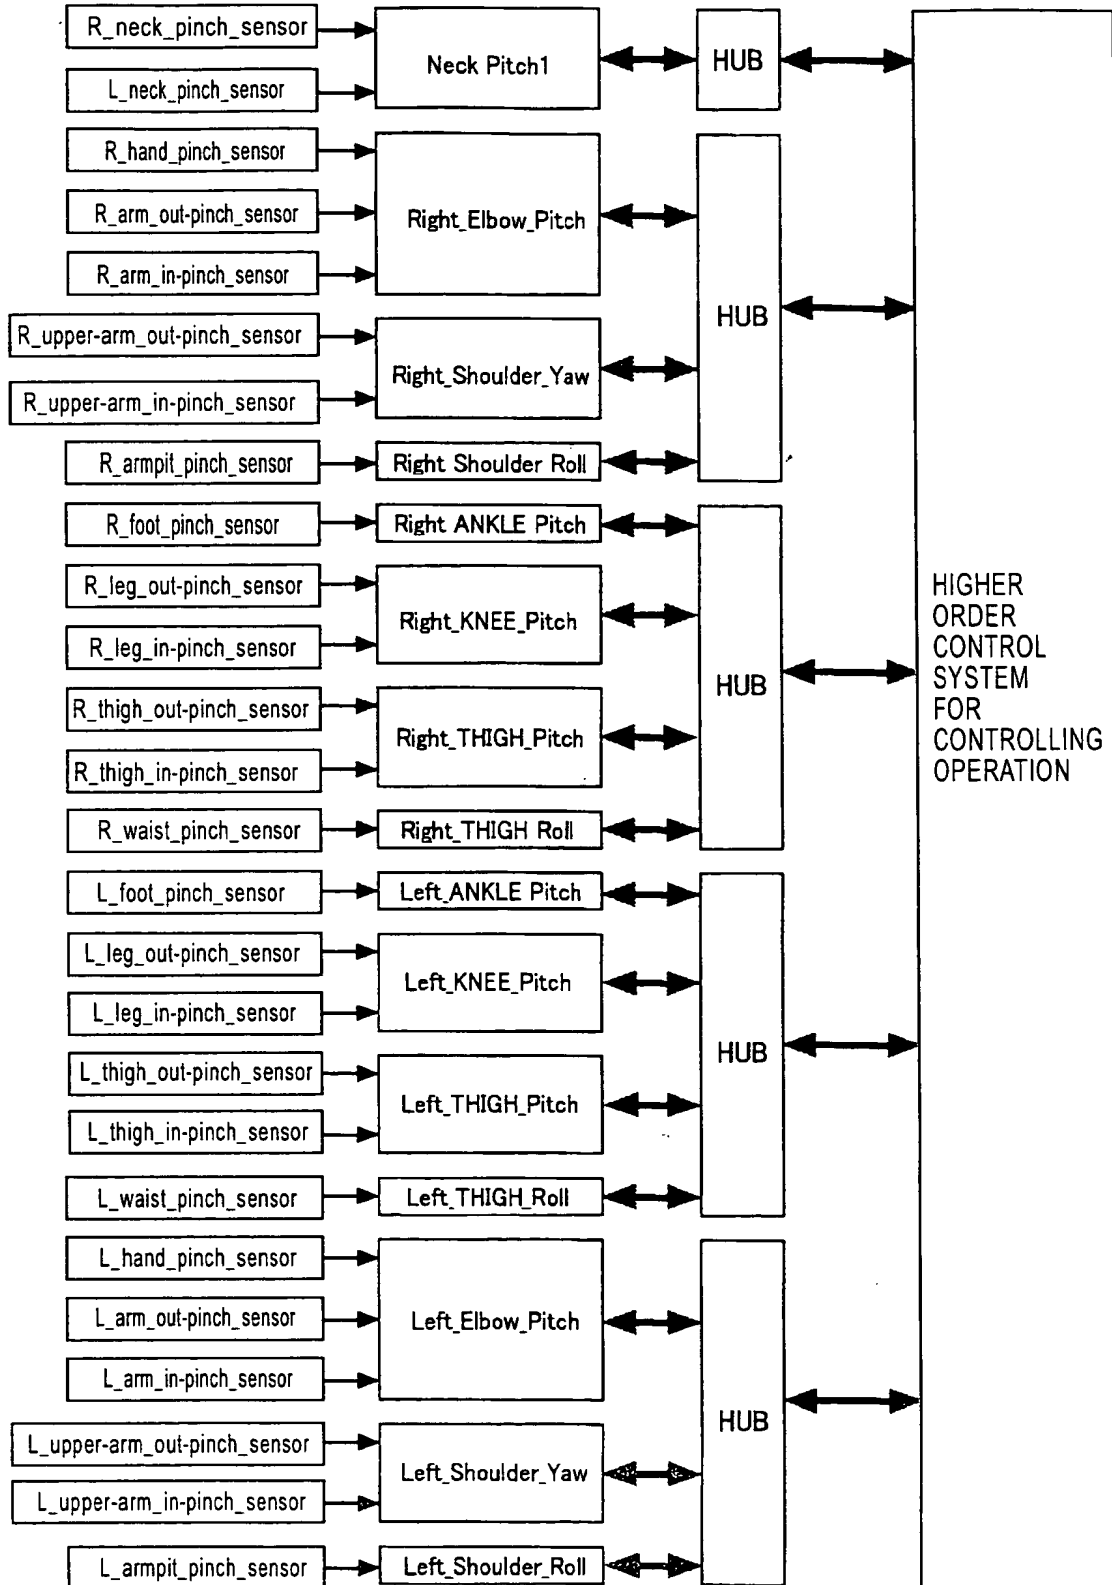 R_neck_pinch_sensor
L_neck_pinch_sensor
Neck Pitch1
HUB
R_hand_pinch_sensor
R_arm_out-pinch_sensor
R_arm_in-pinch_sensor
Right_Elbow_Pitch
R_upper-arm_out-pinch_sensor
R_upper-arm_in-pinch_sensor
Right_Shoulder_Yaw
R_armpit_pinch_sensor
Right Shoulder Roll
HUB
R_foot_pinch_sensor
Right ANKLE Pitch
R_leg_out-pinch_sensor
R_leg_in-pinch_sensor
Right_KNEE_Pitch
R_thigh_out-pinch_sensor
R_thigh_in-pinch_sensor
Right_THIGH_Pitch
R_waist_pinch_sensor
Right_THIGH Roll
HUB
L_foot_pinch_sensor
Left_ANKLE Pitch
L_leg_out-pinch_sensor
L_leg_in-pinch_sensor
Left_KNEE_Pitch
L_thigh_out-pinch_sensor
L_thigh_in-pinch_sensor
Left_THIGH_Pitch
L_waist_pinch_sensor
Left_THIGH_Roll
HUB
L_hand_pinch_sensor
L_arm_out-pinch_sensor
L_arm_in-pinch_sensor
Left_Elbow_Pitch
L_upper-arm_out-pinch_sensor
L_upper-arm_in-pinch_sensor
Left_Shoulder_Yaw
L_armpit_pinch_sensor
Left_Shoulder_Roll
HUB
HIGHER
ORDER
CONTROL
SYSTEM
FOR
CONTROLLING
OPERATION